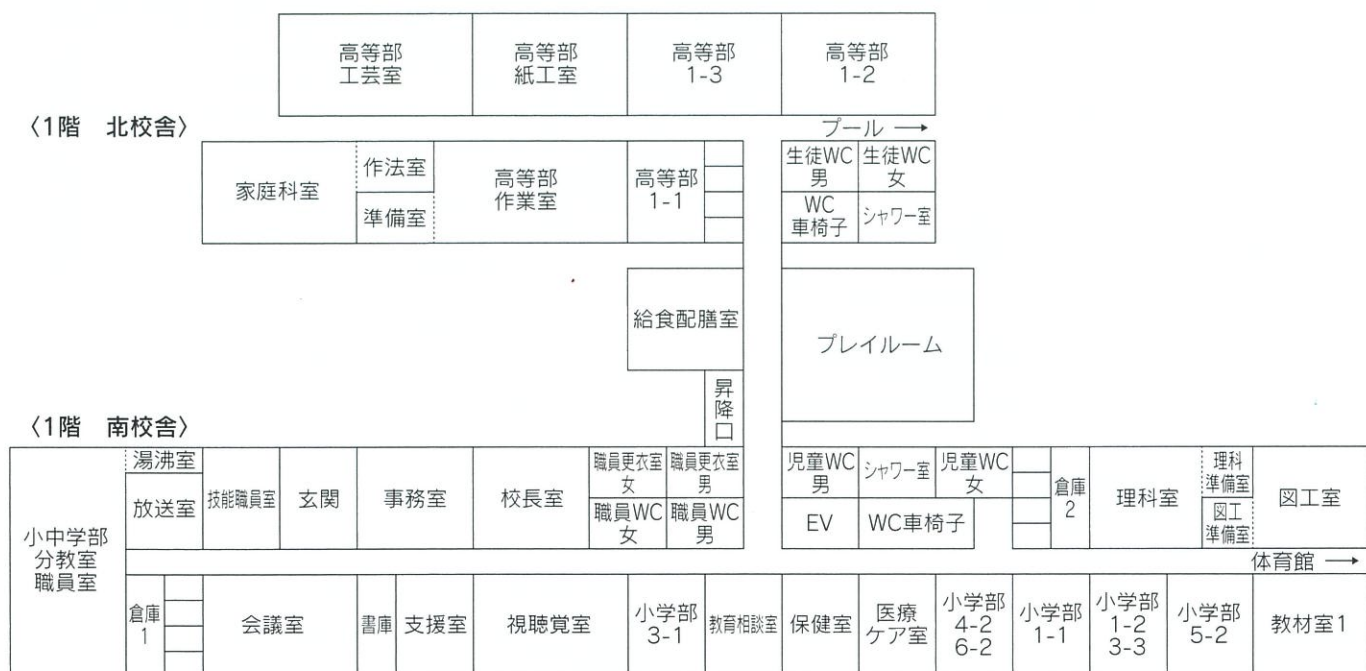 高等部
工芸室
高等部
紙工室
高等部
1-3
高等部
1-2
〈1階　北校舎〉
プール →
家庭科室
作法室
準備室
高等部
作業室
高等部
1-1
生徒WC
男
生徒WC
女
WC
車椅子
シャワー室
給食配膳室
プレイルーム
昇降口
〈1階　南校舎〉
小中学部
分教室
職員室
湯沸室
放送室
技能職員室
玄関
事務室
校長室
職員更衣室
女
職員更衣室
男
職員WC
女
職員WC
男
児童WC
男
シャワー室
児童WC
女
EV
WC車椅子
倉庫
2
理科室
理科
準備室
図工
準備室
図工室
体育館 →
倉庫
1
会議室
書庫
支援室
視聴覚室
小学部
3-1
教育相談室
保健室
医療
ケア室
小学部
4-2
6-2
小学部
1-1
小学部
1-2
3-3
小学部
5-2
教材室1